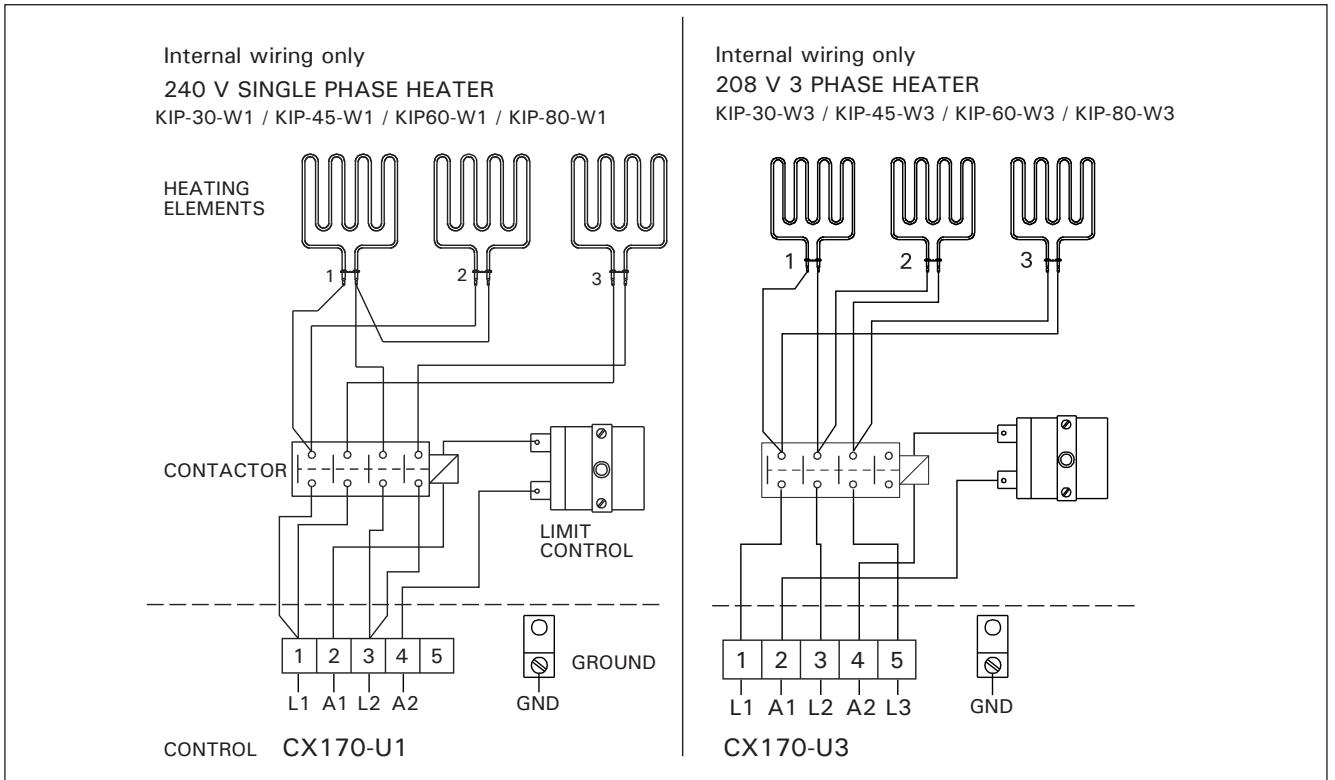 Internal wiring only
240 V SINGLE PHASE HEATER
KIP-30-W1 / KIP-45-W1 / KIP60-W1 / KIP-80-W1
HEATING
ELEMENTS
1
2
3
CONTACTOR
LIMIT
CONTROL
1 2 3 4 5
GROUND
L1 A1 L2 A2
GND
CONTROL CX170-U1
Internal wiring only
208 V 3 PHASE HEATER
KIP-30-W3 / KIP-45-W3 / KIP-60-W3 / KIP-80-W3
1
2
3
1 2 3 4 5
L1 A1 L2 A2 L3
GND
CX170-U3